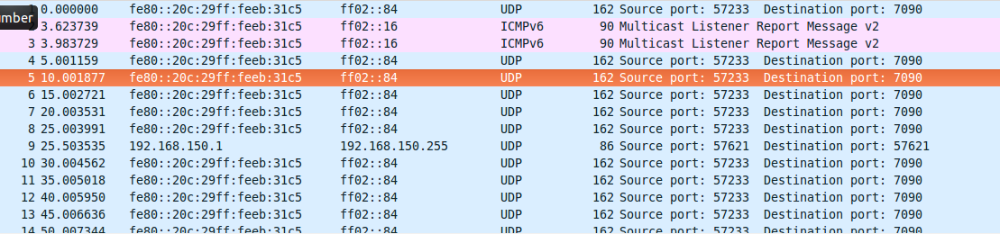 umber 1 0.000000 fe80::20c:29ff:feeb:31c5 ff02::84 UDP 162 Source port: 57233 Destination port: 7090
3.623739 fe80::20c:29ff:feeb:31c5 ff02::16 ICMPv6 90 Multicast Listener Report Message v2
3 3.983729 fe80::20c:29ff:feeb:31c5 ff02::16 ICMPv6 90 Multicast Listener Report Message v2
4 5.001159 fe80::20c:29ff:feeb:31c5 ff02::84 UDP 162 Source port: 57233 Destination port: 7090
5 10.001877 fe80::20c:29ff:feeb:31c5 ff02::84 UDP 162 Source port: 57233 Destination port: 7090
6 15.002721 fe80::20c:29ff:feeb:31c5 ff02::84 UDP 162 Source port: 57233 Destination port: 7090
7 20.003531 fe80::20c:29ff:feeb:31c5 ff02::84 UDP 162 Source port: 57233 Destination port: 7090
8 25.003991 fe80::20c:29ff:feeb:31c5 ff02::84 UDP 162 Source port: 57233 Destination port: 7090
9 25.503535 192.168.150.1 192.168.150.255 UDP 86 Source port: 57621 Destination port: 57621
10 30.004562 fe80::20c:29ff:feeb:31c5 ff02::84 UDP 162 Source port: 57233 Destination port: 7090
11 35.005018 fe80::20c:29ff:feeb:31c5 ff02::84 UDP 162 Source port: 57233 Destination port: 7090
12 40.005950 fe80::20c:29ff:feeb:31c5 ff02::84 UDP 162 Source port: 57233 Destination port: 7090
13 45.006636 fe80::20c:29ff:feeb:31c5 ff02::84 UDP 162 Source port: 57233 Destination port: 7090
14 50.007344 fe80::20c:29ff:feeb:31c5 ff02::84 UDP 162 Source port: 57233 Destination port: 7090